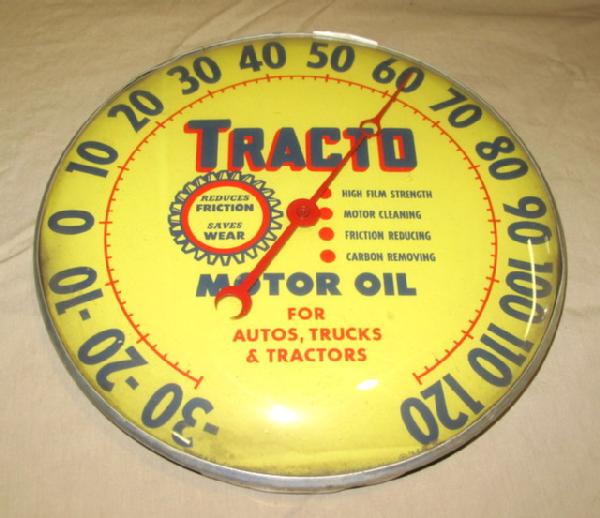 -30 -20 -10 0 10 20 30 40 50 60 70 80 90 100 110 120
TRACTO
REDUCES
FRICTION
SAVES
WEAR
HIGH FILM STRENGTH
MOTOR CLEANING
FRICTION REDUCING
CARBON REMOVING
MOTOR OIL
FOR
AUTOS, TRUCKS
& TRACTORS